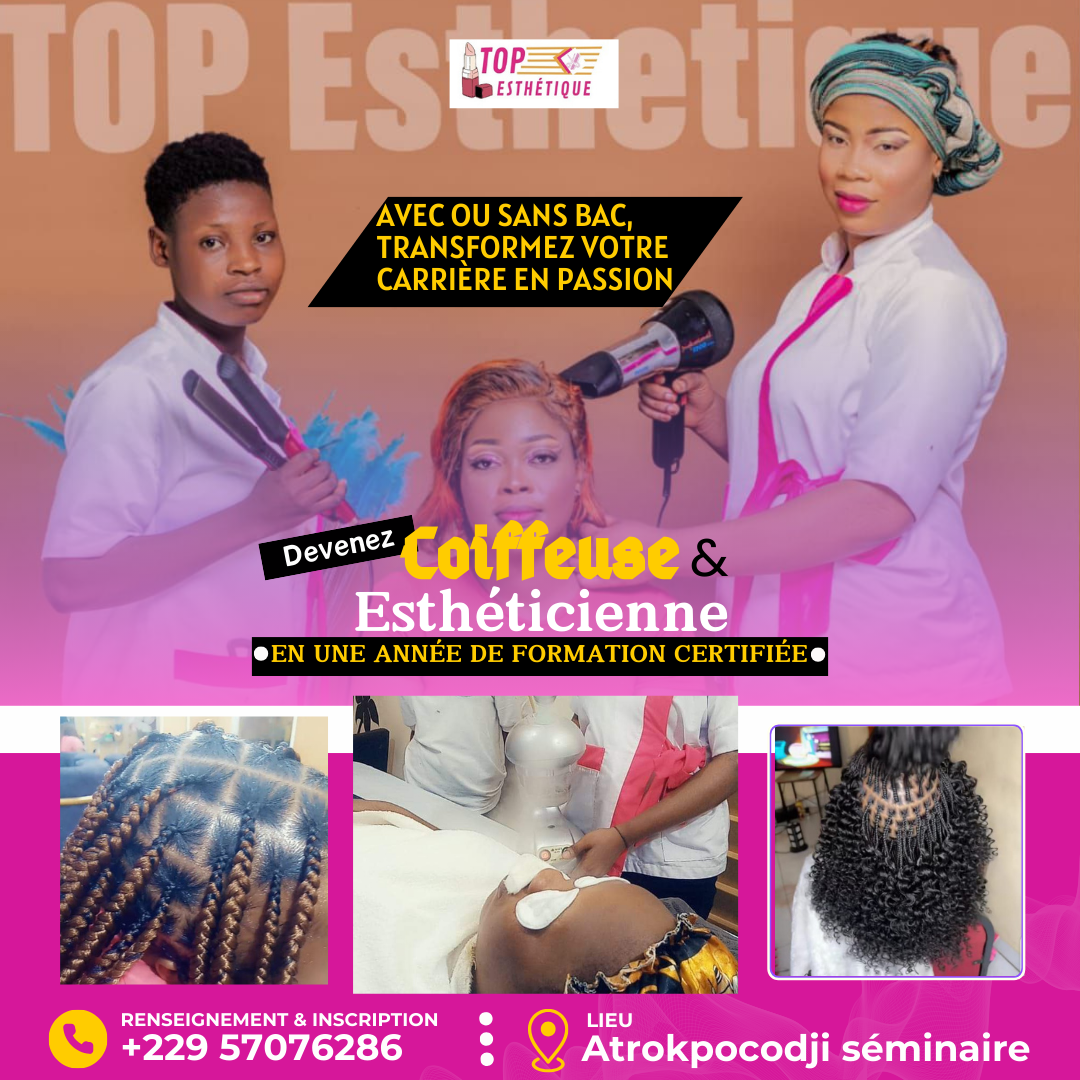 TOP Esthetique
TOP
ESTHÉTIQUE
AVEC OU SANS BAC,
TRANSFORMEZ VOTRE
CARRIÈRE EN PASSION
Devenez Coiffeuse &
Esthéticienne
EN UNE ANNÉE DE FORMATION CERTIFIÉE
RENSEIGNEMENT & INSCRIPTION
+229 57076286
LIEU
Atrokpocodji séminaire